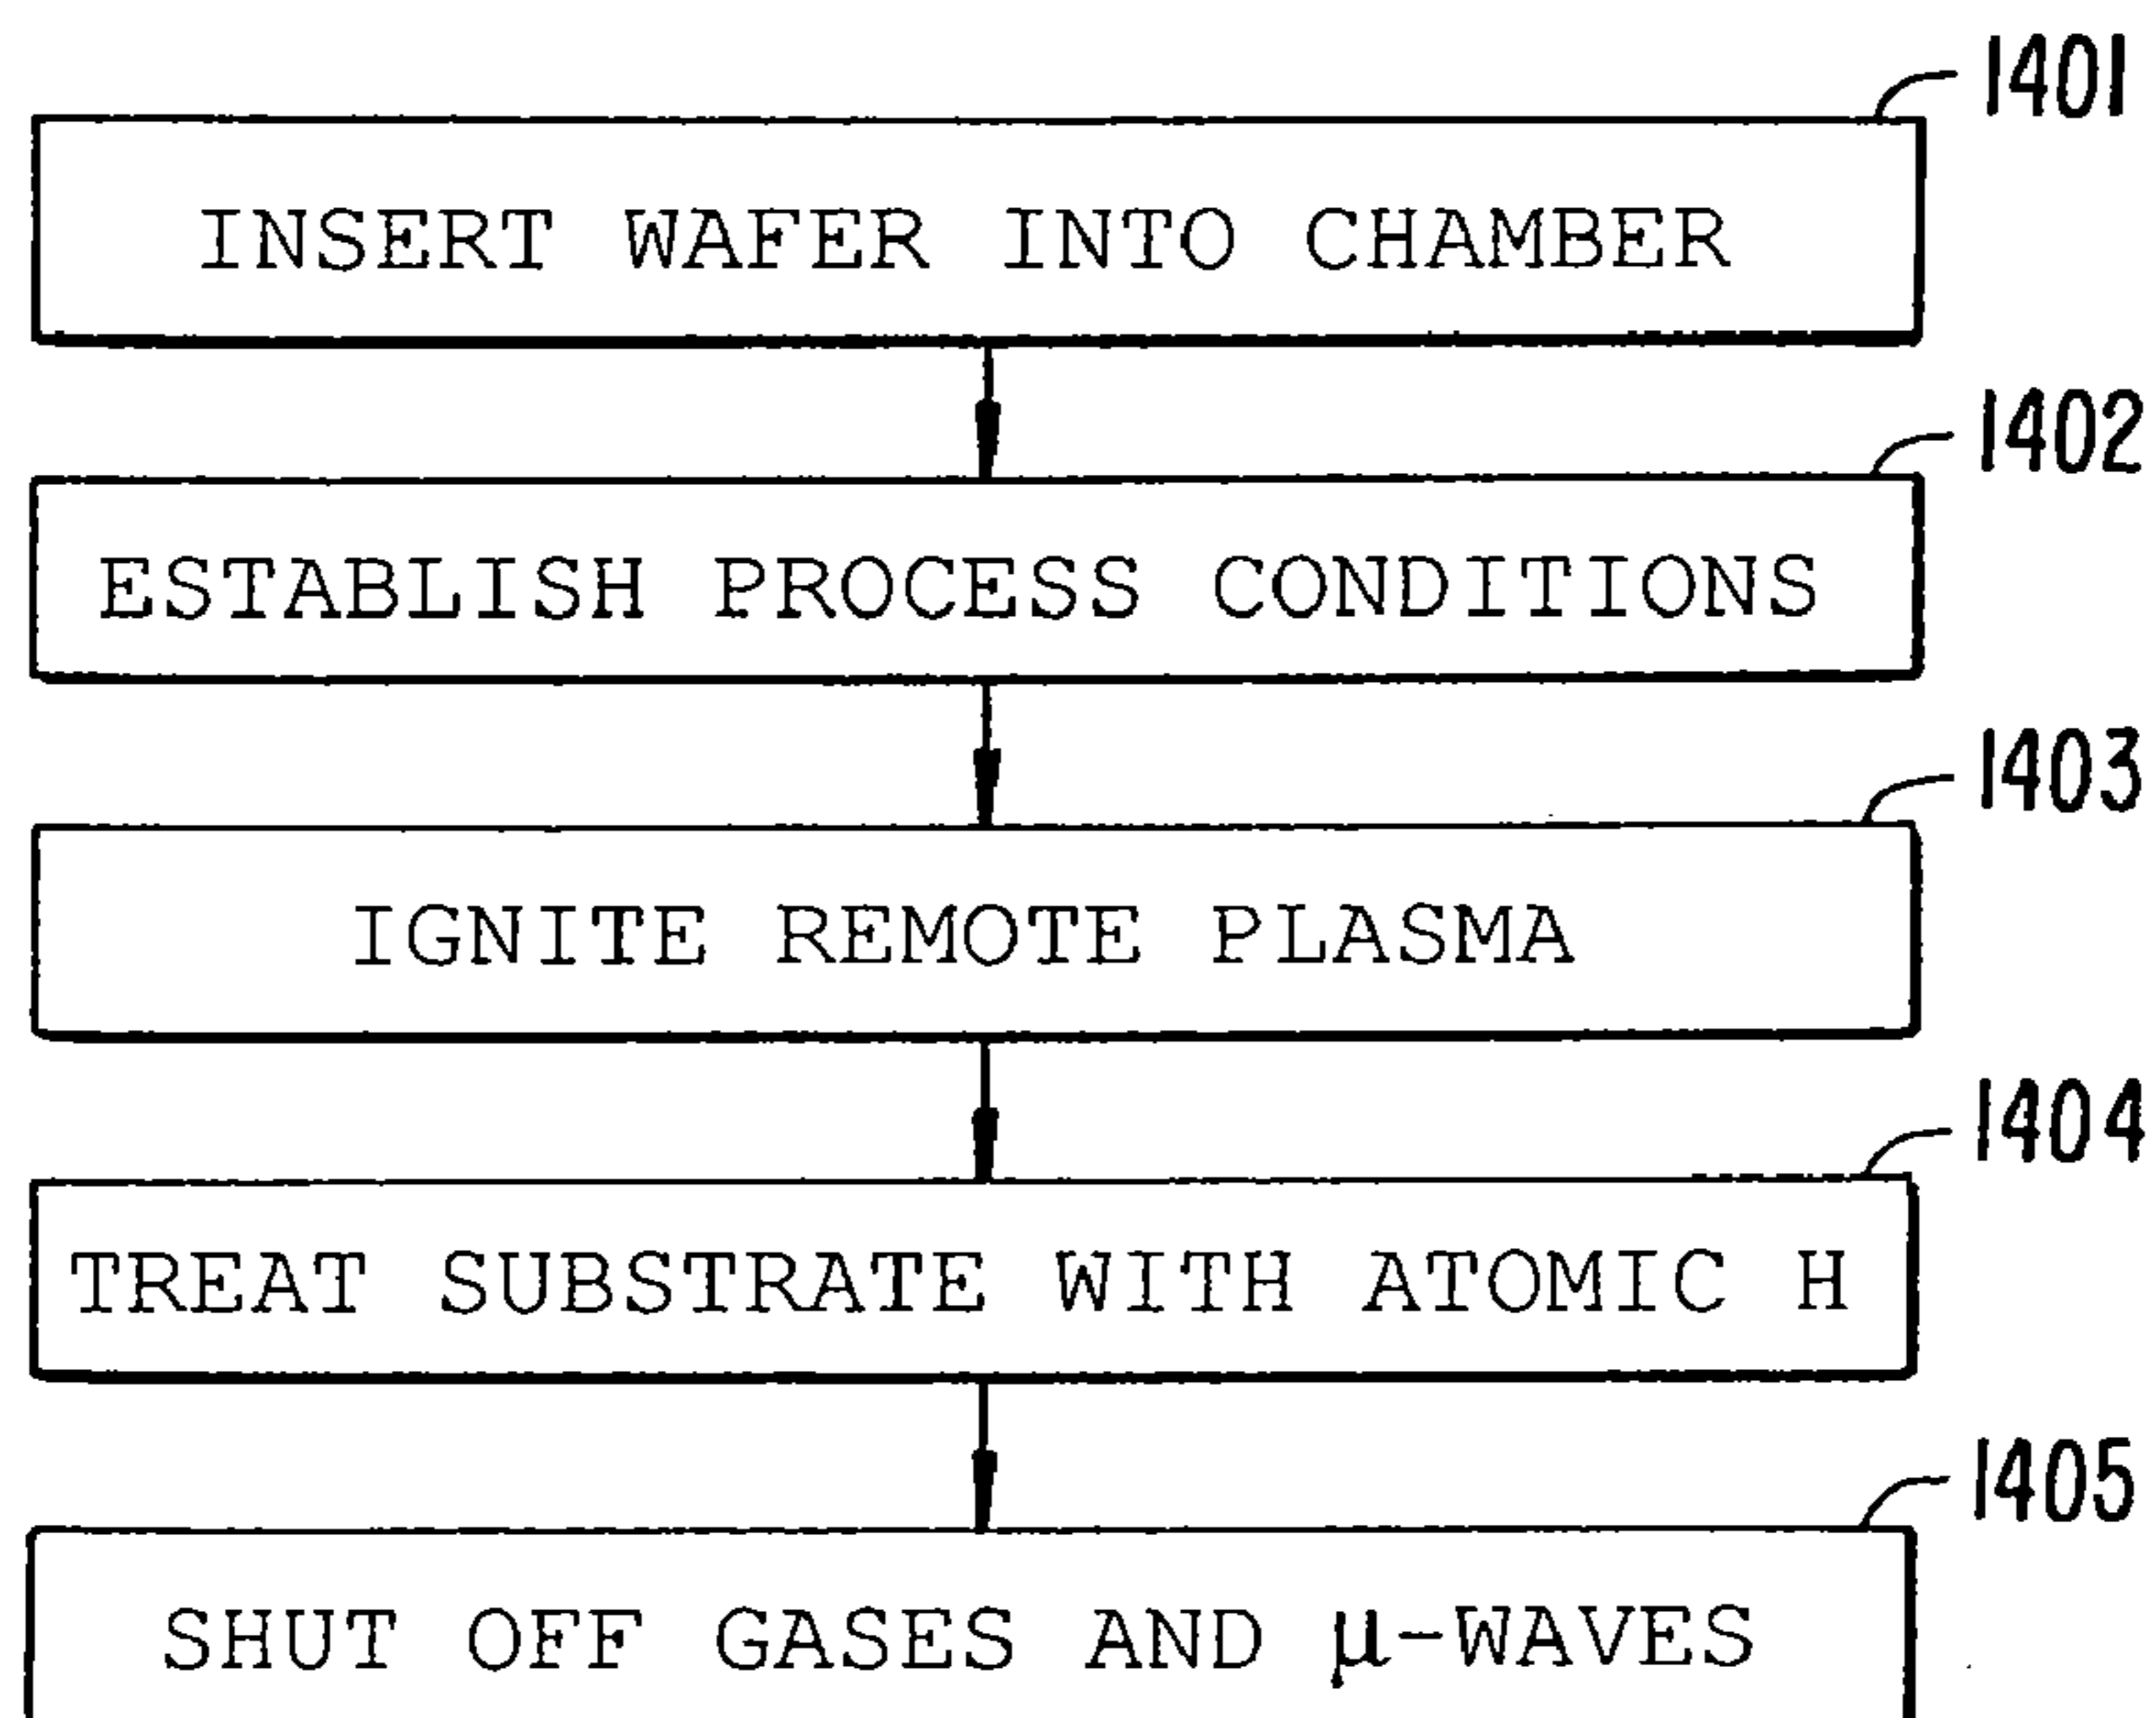 1401
INSERT WAFER INTO CHAMBER
1402
ESTABLISH PROCESS CONDITIONS
1403
IGNITE REMOTE PLASMA
1404
TREAT SUBSTRATE WITH ATOMIC H
1405
SHUT OFF GASES AND μ-WAVES